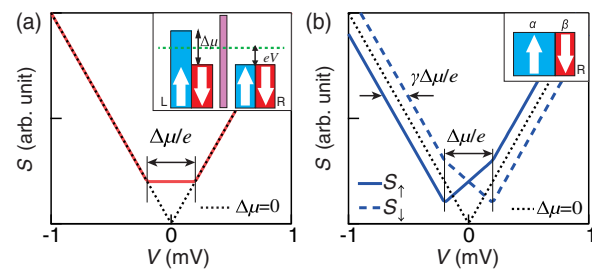 (a)
S (arb. unit)
Δμ
eV
L
R
Δμ/e
Δμ=0
-1
0
1
V (mV)
(b)
S (arb. unit)
α
β
R
γΔμ/e
Δμ/e
S↑
S↓
Δμ=0
-1
0
1
V (mV)